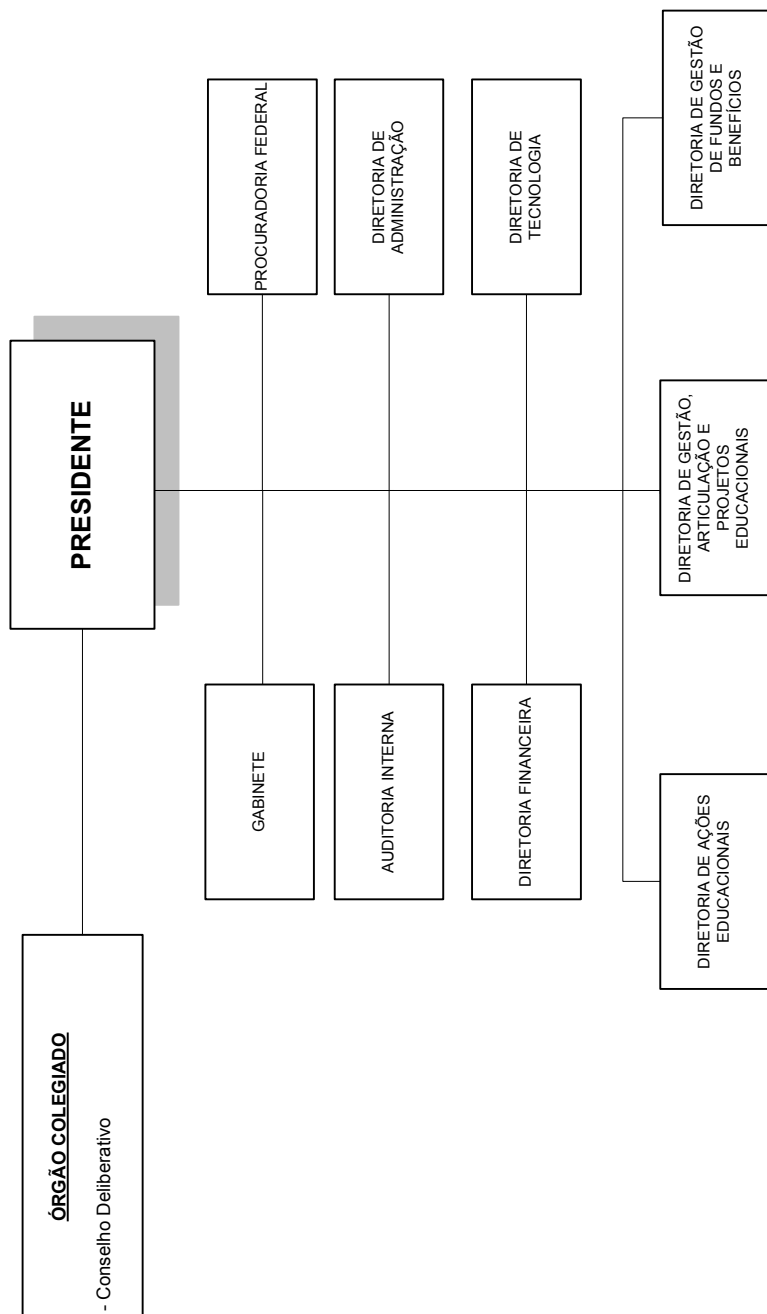 ÓRGÃO COLEGIADO
- Conselho Deliberativo
PRESIDENTE
GABINETE
PROCURADORIA FEDERAL
AUDITORIA INTERNA
DIRETORIA DE
ADMINISTRAÇÃO
DIRETORIA FINANCEIRA
DIRETORIA DE
TECNOLOGIA
DIRETORIA DE AÇÕES
EDUCACIONAIS
DIRETORIA DE GESTÃO,
ARTICULAÇÃO E
PROJETOS
EDUCACIONAIS
DIRETORIA DE GESTÃO
DE FUNDOS E
BENEFÍCIOS